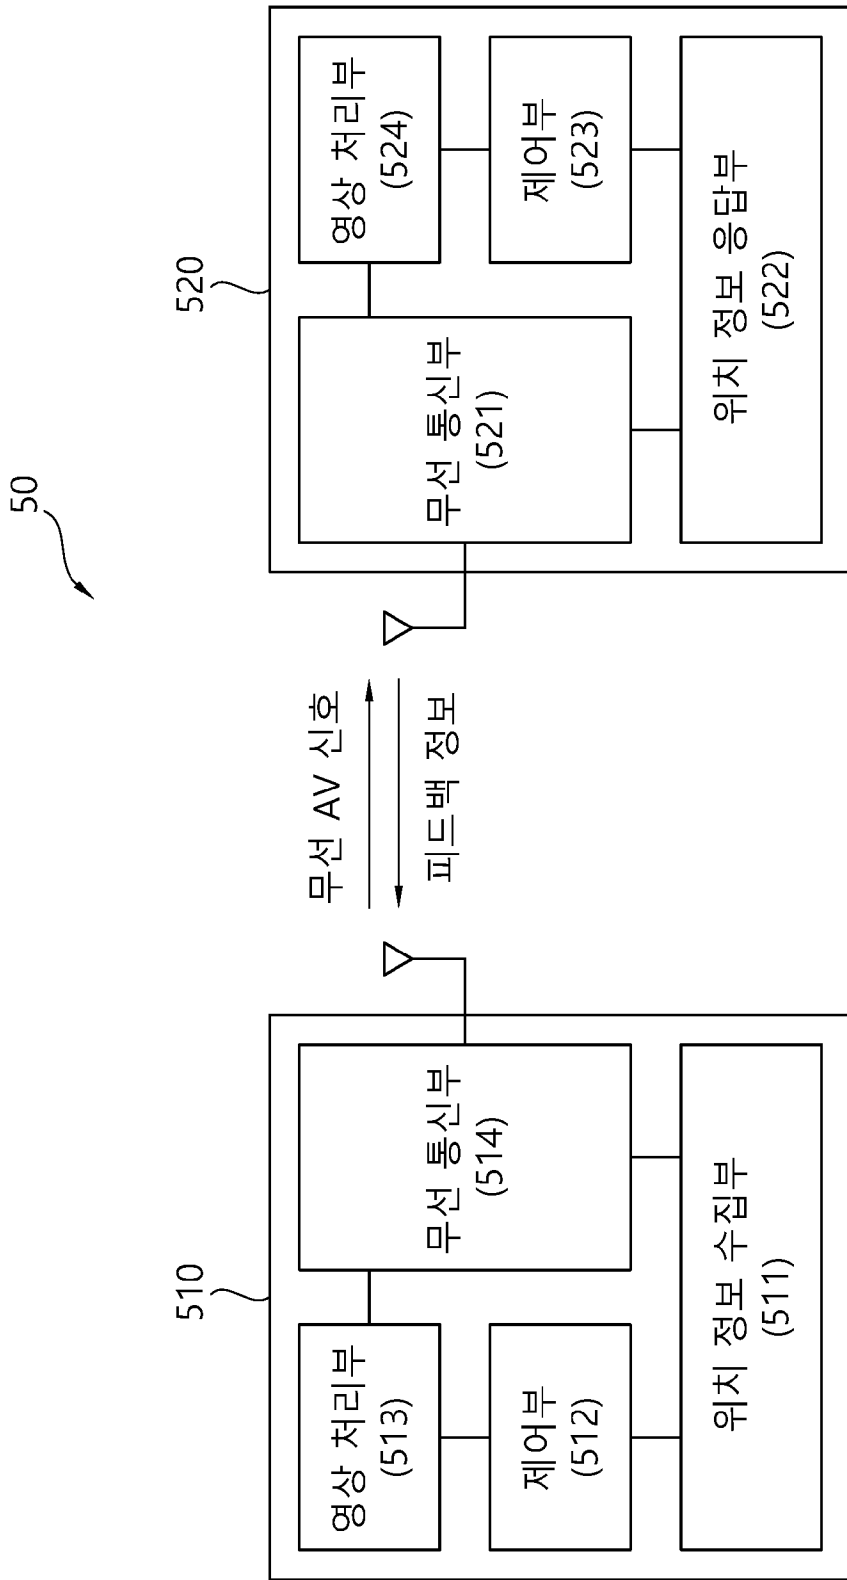 50
510
영상 처리부
(513)
무선 통신부
(514)
제어부
(512)
위치 정보 수집부
(511)
무선 AV 신호
피드백 정보
520
무선 통신부
(521)
영상 처리부
(524)
제어부
(523)
위치 정보 응답부
(522)